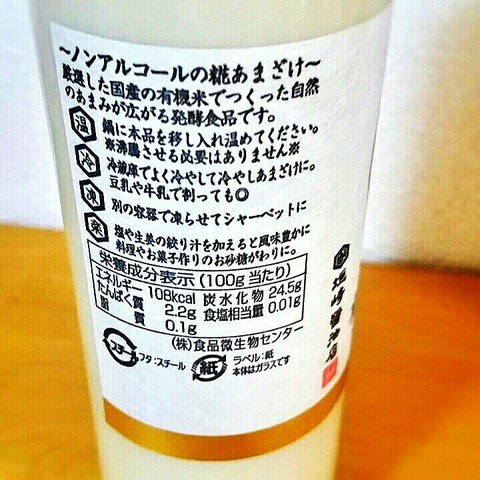 ～ノンアルコールの糀あまざけ～
厳選した国産の有機米でつくった自然
のあまみが広がる発酵食品です。
温 鍋に本品を移し入れ温めてください。
※沸騰させる必要はありません※
冷 冷蔵庫でよく冷やして冷やしあまざけに。
豆乳や牛乳で割っても◎
凍 別の容器で凍らせてシャーベットに
菜 塩や生姜の絞り汁を加えると風味豊かに
料理やお菓子作りのお砂糖がわりに。
栄養成分表示(100g当たり)
エネルギー 108kcal 炭水化物 24.5g
たんぱく質 2.2g 食塩相当量 0.01g
脂質 0.1g
(株)食品微生物センター
スチール フタ:スチール
紙 ラベル:紙
本体はガラスです
醤油店